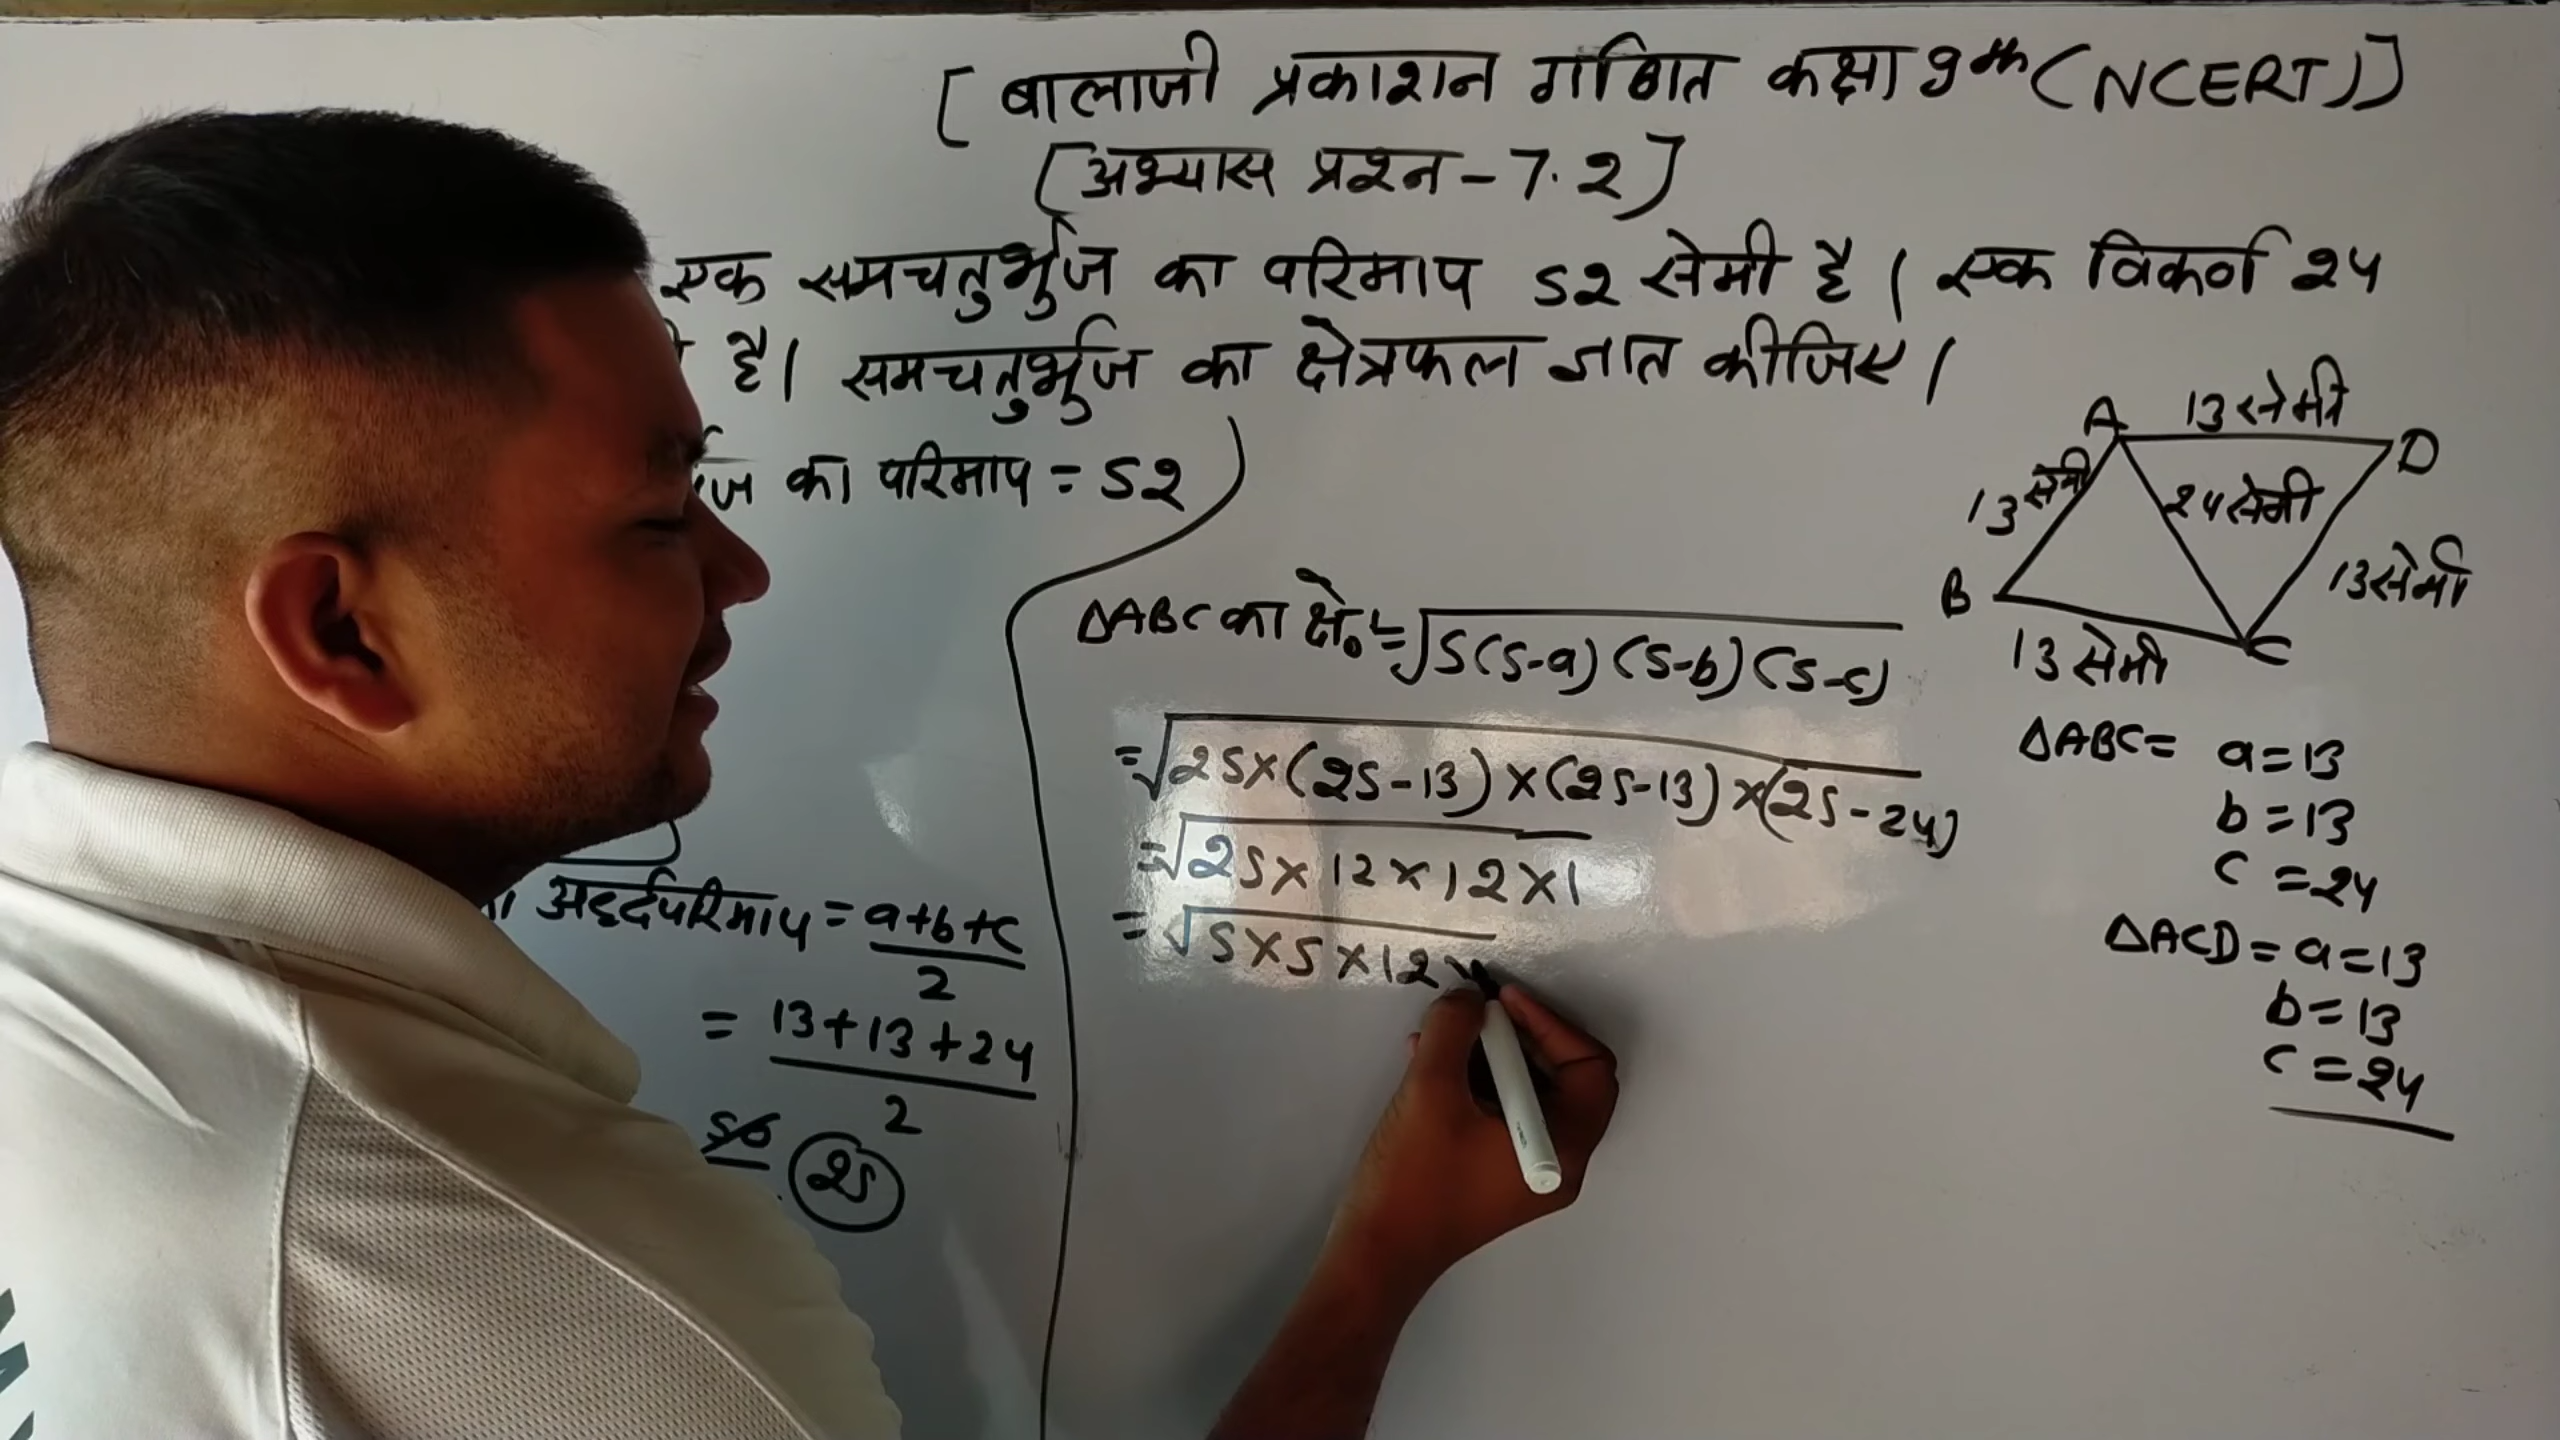 [बालाजी प्रकाशन गणित कक्षा 9th (NCERT)]
[अभ्यास प्रश्न - 7.2]
एक समचतुर्भुज का परिमाप 52 सेमी है। एक विकर्ण 24
है। समचतुर्भुज का क्षेत्रफल ज्ञात कीजिए।
का परिमाप = 52
अर्द्धपरिमाप = a+b+c
2
= 13+13+24
2
50
25
ΔABC का क्षे० = √S(S-a)(S-b)(S-c)
= √25×(25-13)×(25-13)×(25-24)
= √25×12×12×1
= √5×5×12×
A 13 सेमी D
13 सेमी 24 सेमी
13 सेमी
B
13 सेमी C
ΔABC = a=13
b=13
c=24
ΔACD = a=13
b=13
c=24